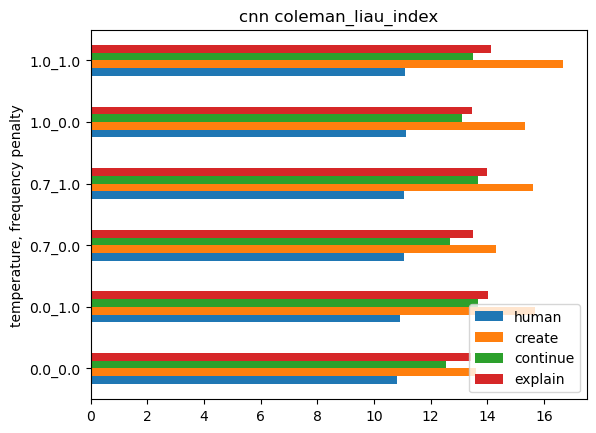 cnn coleman_liau_index
temperature, frequency penalty
1.0_1.0
1.0_0.0
0.7_1.0
0.7_0.0
0.0_1.0
0.0_0.0
human
create
continue
explain
0 2 4 6 8 10 12 14 16